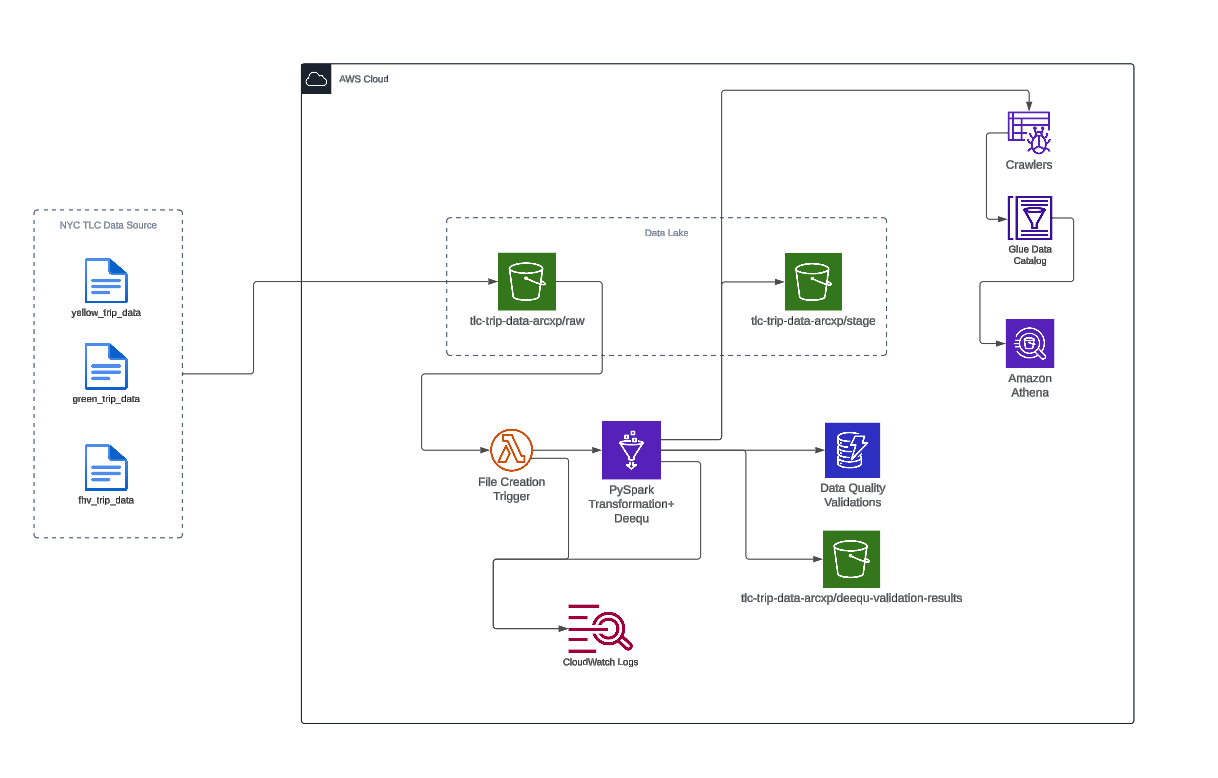 AWS Cloud
Crawlers
Glue Data
Catalog
Amazon
Athena
NYC TLC Data Source
yellow_trip_data
green_trip_data
fhv_trip_data
Data Lake
tlc-trip-data-arcxp/raw
tlc-trip-data-arcxp/stage
File Creation
Trigger
PySpark
Transformation+
Deequ
Data Quality
Validations
tlc-trip-data-arcxp/deequ-validation-results
CloudWatch Logs